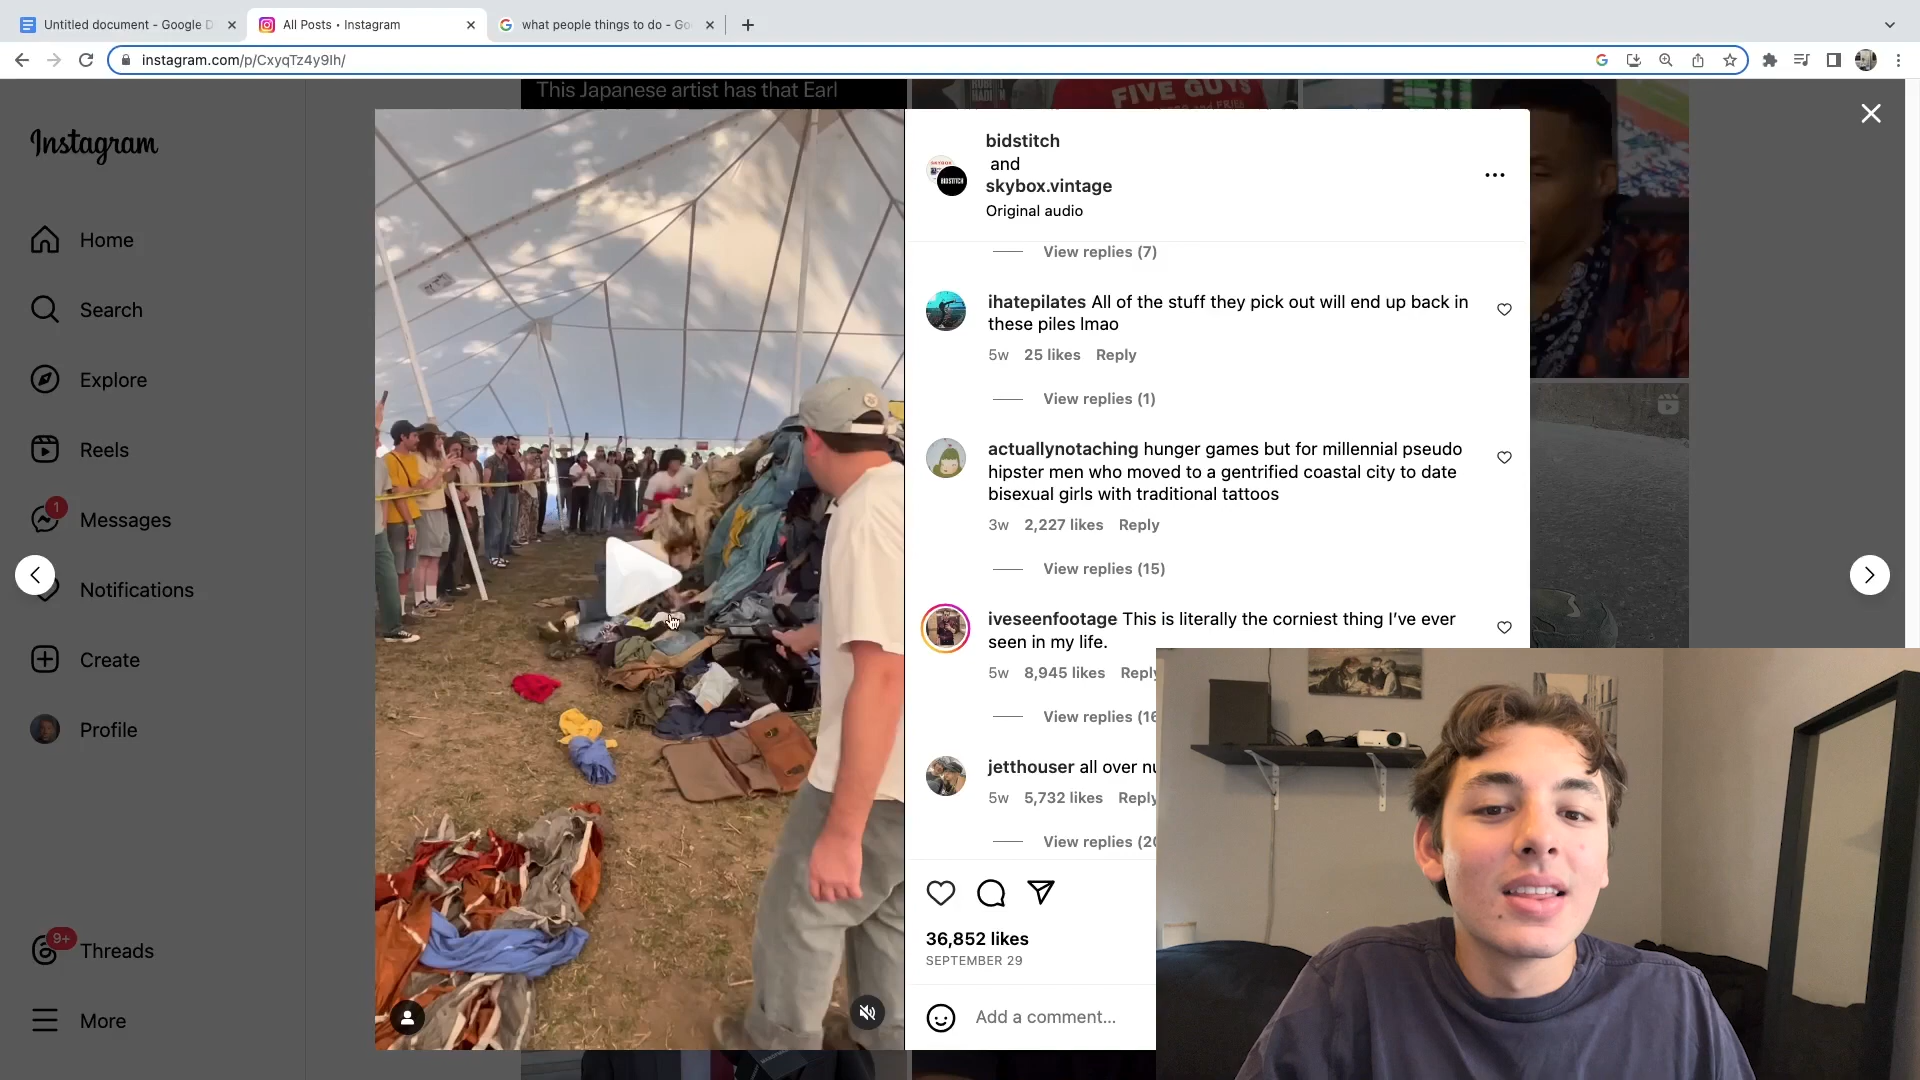 Untitled document - Google D
All Posts • Instagram
what people things to do - Go
instagram.com/p/CxyqTz4y9Ih/
This Japanese artist has that Earl
FIVE GUYS
Instagram
Home
Search
Explore
Reels
1
Messages
Notifications
Create
Profile
9+
Threads
More
bidstitch
and
skybox.vintage
Original audio
BIDSTITCH
View replies (7)
ihatepilates All of the stuff they pick out will end up back in
these piles lmao
5w 25 likes Reply
View replies (1)
actuallynotaching hunger games but for millennial pseudo
hipster men who moved to a gentrified coastal city to date
bisexual girls with traditional tattoos
3w 2,227 likes Reply
View replies (15)
iveseenfootage This is literally the corniest thing I've ever
seen in my life.
5w 8,945 likes Reply
View replies (16
jetthouser all over nu
5w 5,732 likes Reply
View replies (20
36,852 likes
SEPTEMBER 29
Add a comment...